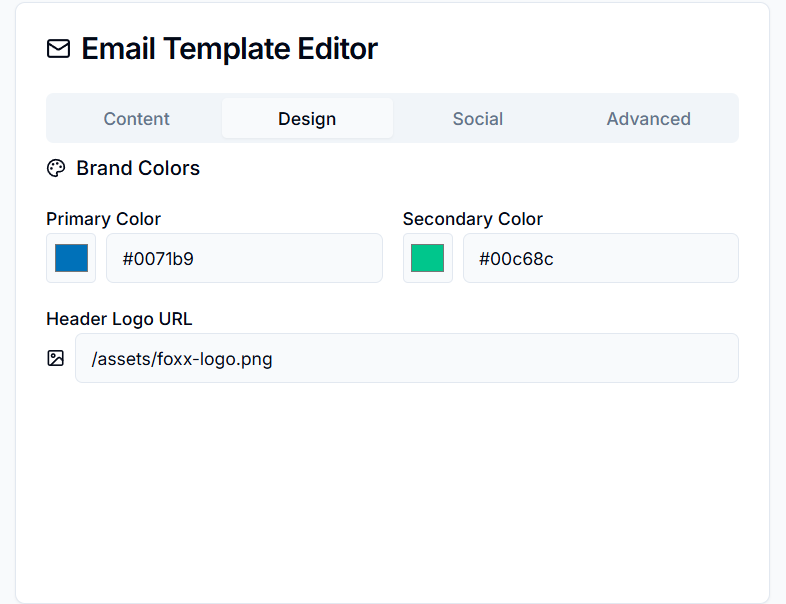 Email Template Editor
Content Design Social Advanced
Brand Colors
Primary Color Secondary Color
#0071b9 #00c68c
Header Logo URL
/assets/foxx-logo.png